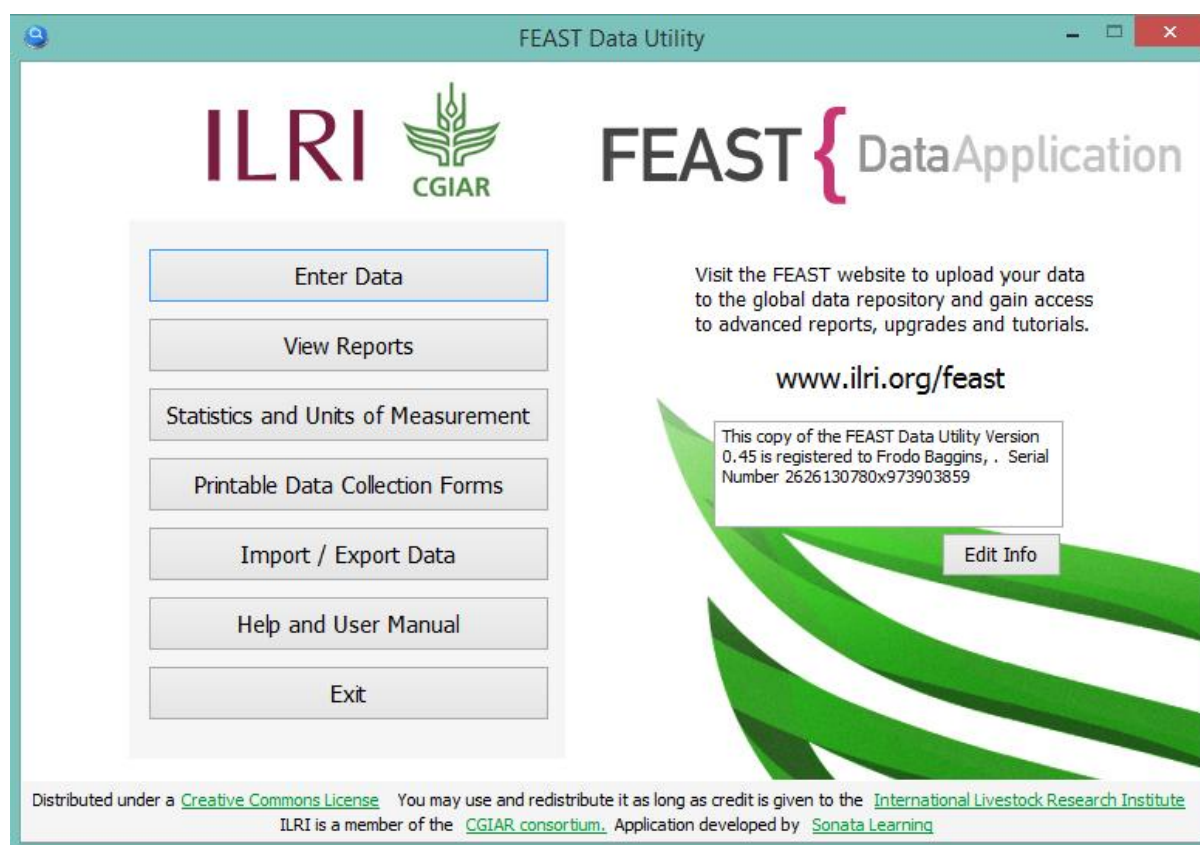 FEAST Data Utility
ILRI
CGIAR
FEAST { DataApplication
Enter Data
View Reports
Statistics and Units of Measurement
Printable Data Collection Forms
Import / Export Data
Help and User Manual
Exit
Visit the FEAST website to upload your data
to the global data repository and gain access
to advanced reports, upgrades and tutorials.
www.ilri.org/feast
This copy of the FEAST Data Utility Version
0.45 is registered to Frodo Baggins, . Serial
Number 2626130780x973903859
Edit Info
Distributed under a Creative Commons License You may use and redistribute it as long as credit is given to the International Livestock Research Institute
ILRI is a member of the CGIAR consortium. Application developed by Sonata Learning